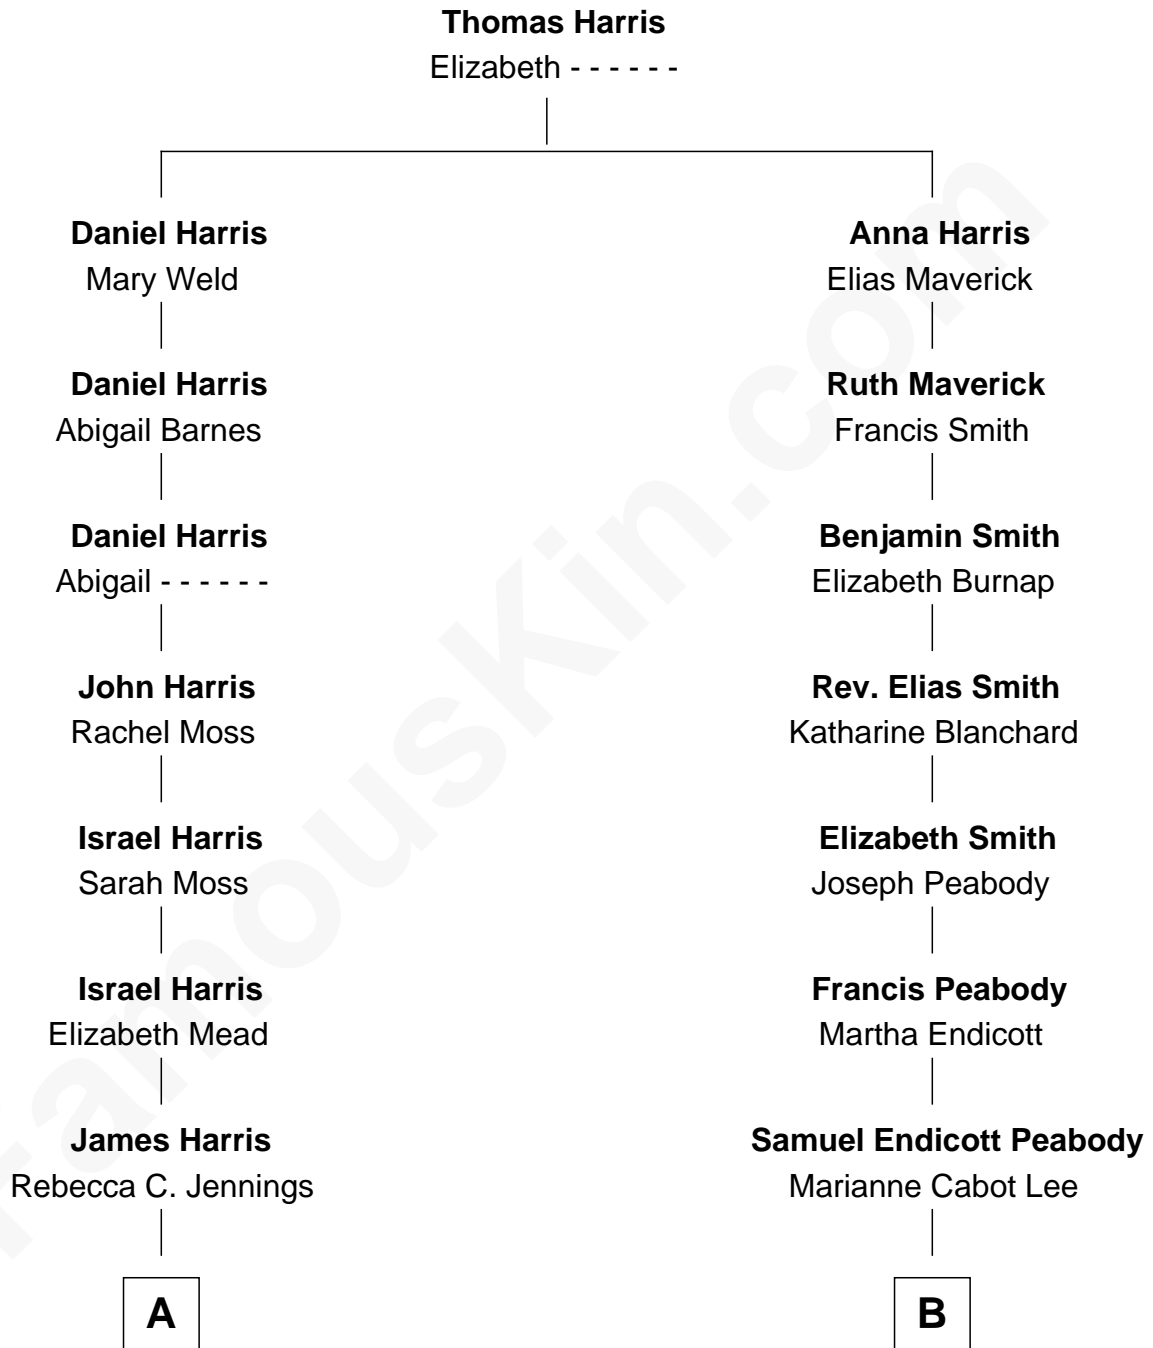 Thomas Harris
Elizabeth - - - - - -
Daniel Harris
Mary Weld
Anna Harris
Elias Maverick
Daniel Harris
Abigail Barnes
Ruth Maverick
Francis Smith
Daniel Harris
Abigail - - - - - -
Benjamin Smith
Elizabeth Burnap
John Harris
Rachel Moss
Rev. Elias Smith
Katharine Blanchard
Israel Harris
Sarah Moss
Elizabeth Smith
Joseph Peabody
Israel Harris
Elizabeth Mead
Francis Peabody
Martha Endicott
James Harris
Rebecca C. Jennings
Samuel Endicott Peabody
Marianne Cabot Lee
A
B
FamousKin.com